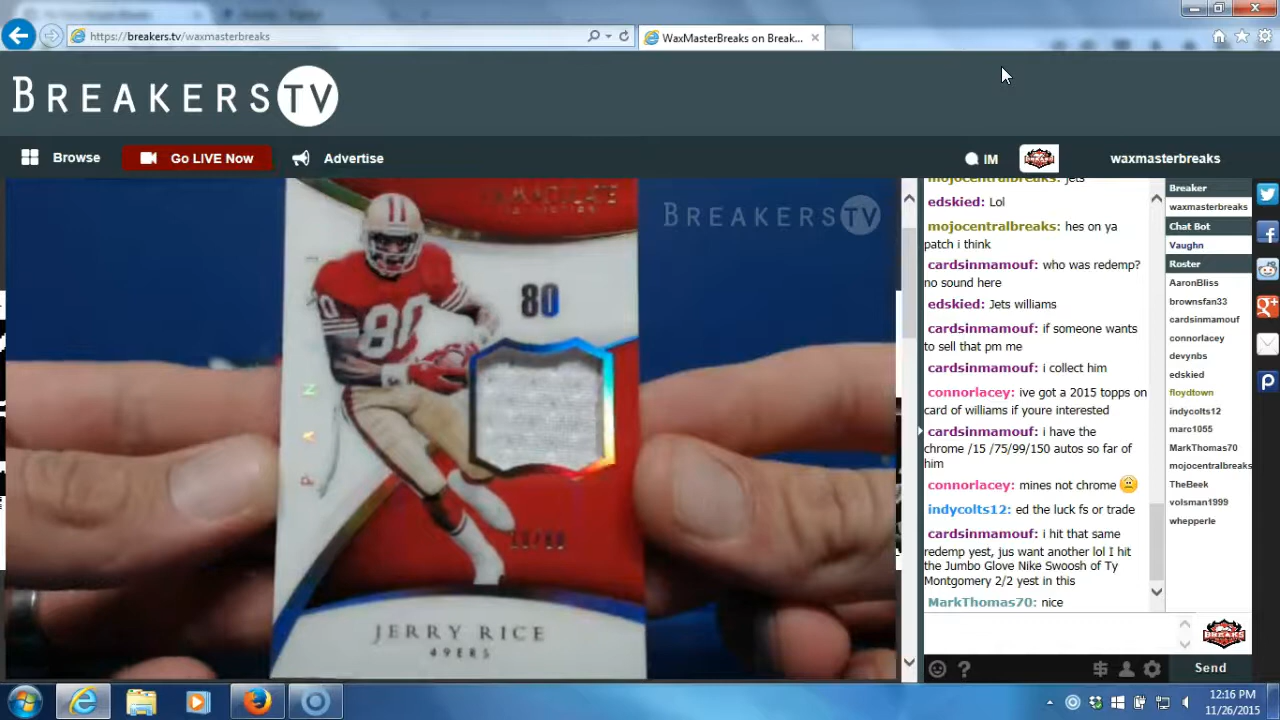 https://breakers.tv/waxmasterbreaks
WaxMasterBreaks on Break...
BREAKERS TV
Browse
Go LIVE Now
Advertise
IM
waxmasterbreaks
BREAKERS TV
80
80
PANI
JERRY RICE
49ERS
mojocentralbreaks: jets
edskied: Lol
mojocentralbreaks: hes on ya
patch i think
cardsinmamouf: who was redemp?
no sound here
edskied: Jets williams
cardsinmamouf: if someone wants
to sell that pm me
cardsinmamouf: i collect him
connorlacey: ive got a 2015 topps on
card of williams if youre interested
cardsinmamouf: i have the
chrome /15 /75/99/150 autos so far of
him
connorlacey: mines not chrome
indycolts12: ed the luck fs or trade
cardsinmamouf: i hit that same
redemp yest, jus want another lol I hit
the Jumbo Glove Nike Swoosh of Ty
Montgomery 2/2 yest in this
MarkThomas70: nice
Send
Breaker
waxmasterbreaks
Chat Bot
Vaughn
Roster
AaronBliss
brownsfan33
cardsinmamouf
connorlacey
devynbs
edskied
floydtown
indycolts12
marc1055
MarkThomas70
mojocentralbreaks
TheBeek
volsman1999
whepperle
BREAKS
12:16 PM
11/26/2015